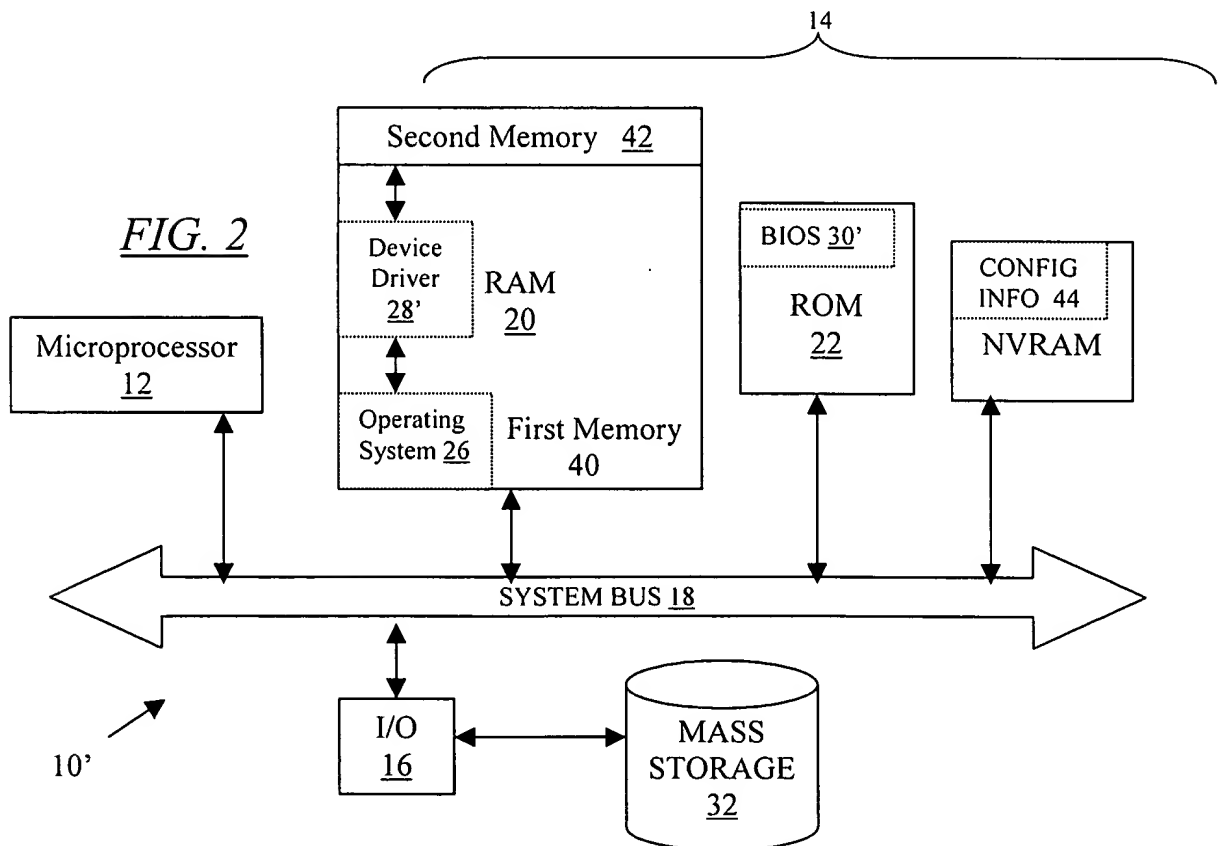 14
Second Memory 42
FIG. 2
Device
Driver
28'
RAM
20
BIOS 30'
ROM
22
CONFIG
INFO 44
NVRAM
Microprocessor
12
Operating
System 26
First Memory
40
SYSTEM BUS 18
10'
I/O
16
MASS
STORAGE
32